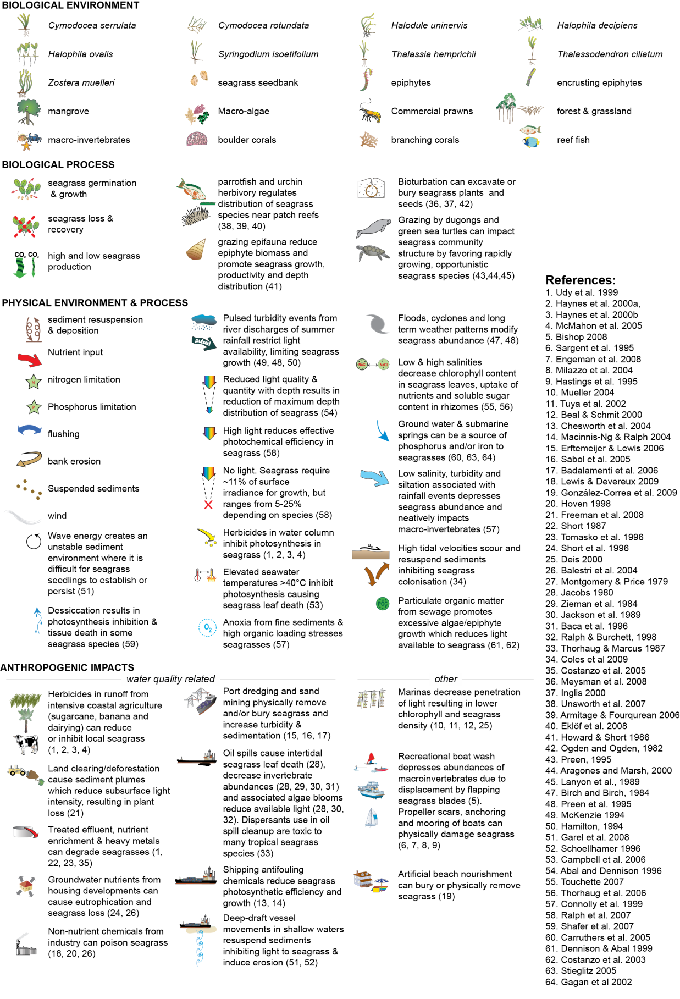 BIOLOGICAL ENVIRONMENT
Cymodocea serrulata
Cymodocea rotundata
Halodule uninervis
Halophila decipiens
Halophila ovalis
Syringodium isoetifolium
Thalassia hemprichii
Thalassodendron ciliatum
Zostera muelleri
seagrass seedbank
epiphytes
encrusting epiphytes
mangrove
Macro-algae
Commercial prawns
forest & grassland
macro-invertebrates
boulder corals
branching corals
reef fish
BIOLOGICAL PROCESS
seagrass germination
& growth
seagrass loss &
recovery
CO2 CO2
high and low seagrass
production
parrotfish and urchin
herbivory regulates
distribution of seagrass
species near patch reefs
(38, 39, 40)
grazing epifauna reduce
epiphyte biomass and
promote seagrass growth,
productivity and depth
distribution (41)
Bioturbation can excavate or
bury seagrass plants and
seeds (36, 37, 42)
Grazing by dugongs and
green sea turtles can impact
seagrass community
structure by favoring rapidly
growing, opportunistic
seagrass species (43,44,45)
PHYSICAL ENVIRONMENT & PROCESS
sediment resuspension
& deposition
Nutrient input
N
nitrogen limitation
P
Phosphorus limitation
flushing
bank erosion
Suspended sediments
wind
Wave energy creates an
unstable sediment
environment where it is
difficult for seagrass
seedlings to establish or
persist (51)
Dessiccation results in
photosynthesis inhibition &
tissue death in some
seagrass species (59)
pulsed
Pulsed turbidity events from
river discharges of summer
rainfall restrict light
availability, limiting seagrass
growth (49, 48, 50)
Reduced light quality &
quantity with depth results in
reduction of maximum depth
distribution of seagrass (54)
High light reduces effective
photochemical efficiency in
seagrass (58)
No light. Seagrass require
~11% of surface
irradiance for growth, but
ranges from 5-25%
depending on species (58)
Herbicides in water column
inhibit photosynthesis in
seagrass (1, 2, 3, 4)
Elevated seawater
temperatures >40°C inhibit
photosynthesis causing
seagrass leaf death (53)
O2
Anoxia from fine sediments &
high organic loading stresses
seagrasses (57)
Floods, cyclones and long
term weather patterns modify
seagrass abundance (47, 48)
NaCl NaCl
Low & high salinities
decrease chlorophyll content
in seagrass leaves, uptake of
nutrients and soluble sugar
content in rhizomes (55, 56)
Ground water & submarine
springs can be a source of
phosphorus and/or iron to
seagrasses (60, 63, 64)
Low salinity, turbidity and
siltation associated with
rainfall events depresses
seagrass abundance and
neatively impacts
macro-invertebrates (57)
High tidal velocities scour and
resuspend sediments
inhibiting seagrass
colonisation (34)
POC
Particulate organic matter
from sewage promotes
excessive algae/epiphyte
growth which reduces light
available to seagrass (61, 62)
ANTHROPOGENIC IMPACTS
water quality related
other
Herbicides in runoff from
intensive coastal agriculture
(sugarcane, banana and
dairying) can reduce
or inhibit local seagrass
(1, 2, 3, 4)
Land clearing/deforestation
cause sediment plumes
which reduce subsurface light
intensity, resulting in plant
loss (21)
Treated effluent, nutrient
enrichment & heavy metals
can degrade seagrasses (1,
22, 23, 35)
Groundwater nutrients from
housing developments can
cause eutrophication and
seagrass loss (24, 26)
Non-nutrient chemicals from
industry can poison seagrass
(18, 20, 26)
Port dredging and sand
mining physically remove
and/or bury seagrass and
increase turbidity &
sedimentation (15, 16, 17)
Oil spills cause intertidal
seagrass leaf death (28),
decrease invertebrate
abundances (28, 29, 30, 31)
and associated algae blooms
reduce available light (28, 30,
32). Dispersants use in oil
spill cleanup are toxic to
many tropical seagrass
species (33)
Shipping antifouling
chemicals reduce seagrass
photosynthetic efficiency and
growth (13, 14)
Deep-draft vessel
movements in shallow waters
resuspend sediments
inhibiting light to seagrass &
induce erosion (51, 52)
Marinas decrease penetration
of light resulting in lower
chlorophyll and seagrass
density (10, 11, 12, 25)
Recreational boat wash
depresses abundances of
macroinvertebrates due to
displacement by flapping
seagrass blades (5).
Propeller scars, anchoring
and mooring of boats can
physically damage seagrass
(6, 7, 8, 9)
Artificial beach nourishment
can bury or physically remove
seagrass (19)
References:
1. Udy et al. 1999
2. Haynes et al. 2000a,
3. Haynes et al. 2000b
4. McMahon et al. 2005
5. Bishop 2008
6. Sargent et al. 1995
7. Engeman et al. 2008
8. Milazzo et al. 2004
9. Hastings et al. 1995
10. Mueller 2004
11. Tuya et al. 2002
12. Beal & Schmit 2000
13. Chesworth et al. 2004
14. Macinnis-Ng & Ralph 2004
15. Erftemeijer & Lewis 2006
16. Sabol et al. 2005
17. Badalamenti et al. 2006
18. Lewis & Devereux 2009
19. González-Correa et al. 2009
20. Hoven 1998
21. Freeman et al. 2008
22. Short 1987
23. Tomasko et al. 1996
24. Short et al. 1996
25. Deis 2000
26. Balestri et al. 2004
27. Montgomery & Price 1979
28. Jacobs 1980
29. Zieman et al. 1984
30. Jackson et al. 1989
31. Baca et al. 1996
32. Ralph & Burchett, 1998
33. Thorhaug & Marcus 1987
34. Coles et al 2009
35. Costanzo et al. 2005
36. Meysman et al. 2008
37. Inglis 2000
38. Unsworth et al. 2007
39. Armitage & Fourqurean 2006
40. Eklöf et al. 2008
41. Howard & Short 1986
42. Ogden and Ogden, 1982
43. Preen, 1995
44. Aragones and Marsh, 2000
45. Lanyon et al., 1989
47. Birch and Birch, 1984
48. Preen et al. 1995
49. McKenzie 1994
50. Hamilton, 1994
51. Garel et al. 2008
52. Schoellhamer 1996
53. Campbell et al. 2006
54. Abal and Dennison 1996
55. Touchette 2007
56. Thorhaug et al. 2006
57. Connolly et al. 1999
58. Ralph et al. 2007
59. Shafer et al. 2007
60. Carruthers et al. 2005
61. Dennison & Abal 1999
62. Costanzo et al. 2003
63. Stieglitz 2005
64. Gagan et al 2002